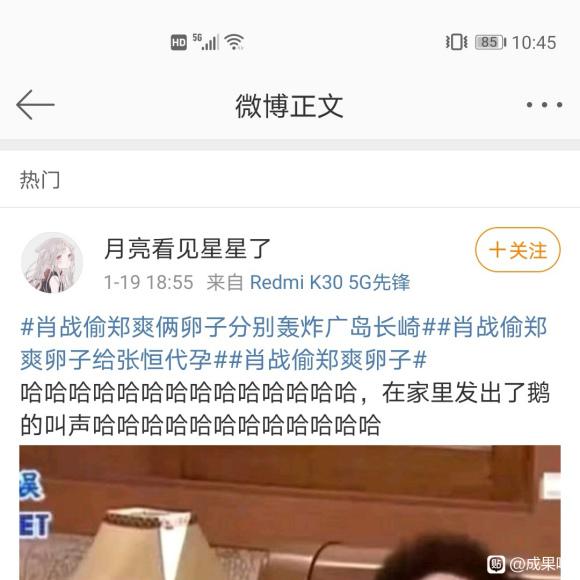 HD 5G 85 10:45
微博正文
热门
月亮看见星星了
+关注
1-19 18:55 来自 Redmi K30 5G先锋
#肖战偷郑爽俩卵子分别轰炸广岛长崎##肖战偷郑
爽卵子给张恒代孕##肖战偷郑爽卵子#
哈哈哈哈哈哈哈哈哈哈哈哈哈哈，在家里发出了鹅
的叫声哈哈哈哈哈哈哈哈哈哈哈哈
ET
贴 @成果